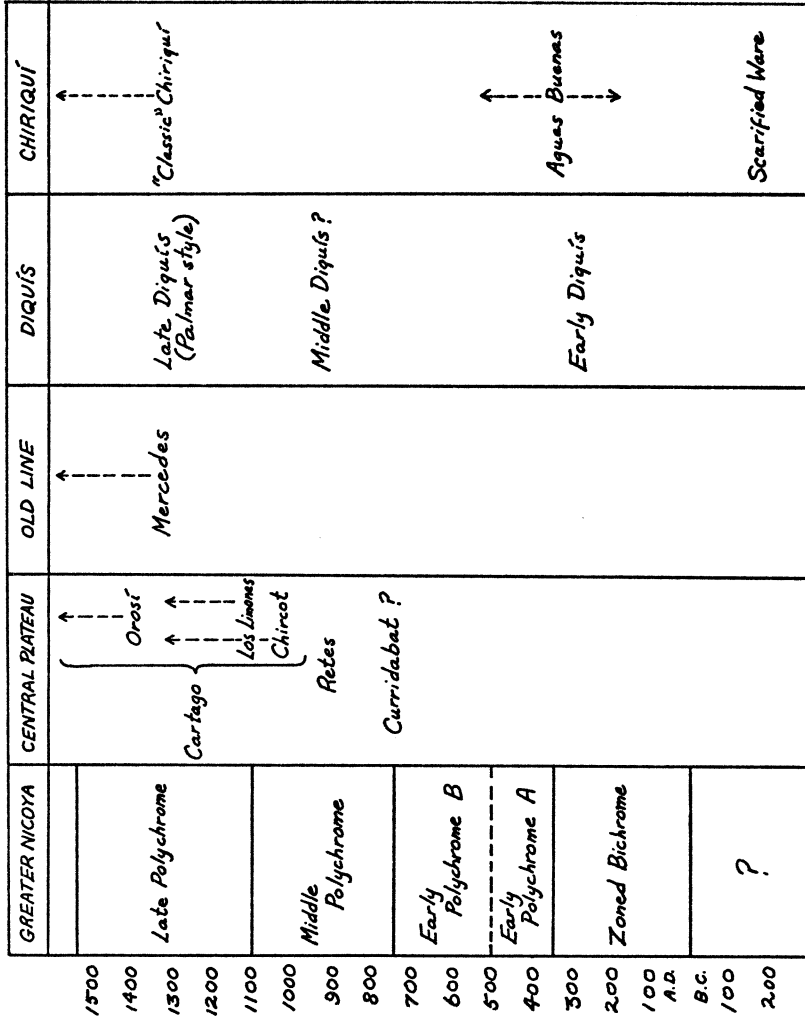 GREATER NICOYA
CENTRAL PLATEAU
OLD LINE
DIQUÍS
CHIRIQUÍ
1500
1400
1300
1200
1100
1000
900
800
700
600
500
400
300
200
100
A.D.
B.C.
100
200
Late Polychrome
Middle
Polychrome
Early
Polychrome B
Early
Polychrome A
Zoned Bichrome
?
Orosí
Cartago
Los Limones
Chircot
Retes
Curridabat ?
Mercedes
Late Diquís
(Palmar style)
Middle Diquís ?
Early Diquís
"Classic" Chiriquí
Aguas Buenas
Scarified Ware